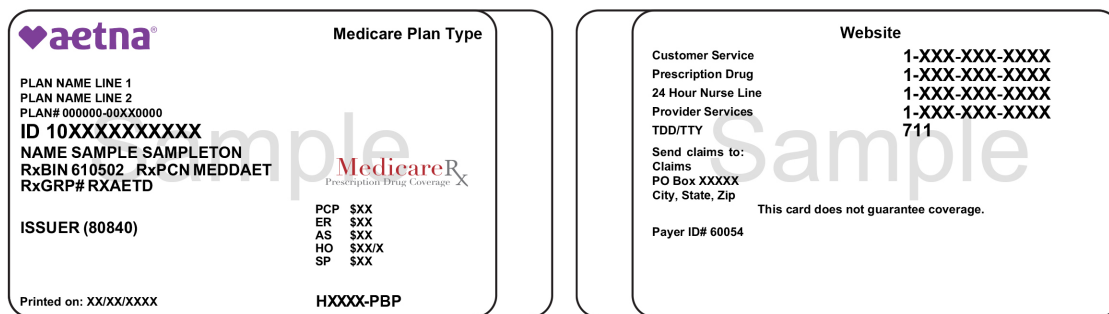 aetna®
Medicare Plan Type
PLAN NAME LINE 1
PLAN NAME LINE 2
PLAN# 000000-00XX0000
ID 10XXXXXXXXXX
NAME SAMPLE SAMPLETON
RxBIN 610502 RxPCN MEDDAET
RxGRP# RXAETD
Sample
MedicareRx
Prescription Drug Coverage
ISSUER (80840)
PCP $XX
ER $XX
AS $XX
HO $XX/X
SP $XX
Printed on: XX/XX/XXXX
HXXXX-PBP
Website
Customer Service 1-XXX-XXX-XXXX
Prescription Drug 1-XXX-XXX-XXXX
24 Hour Nurse Line 1-XXX-XXX-XXXX
Provider Services 1-XXX-XXX-XXXX
TDD/TTY 711
Sample
Send claims to:
Claims
PO Box XXXXX
City, State, Zip
This card does not guarantee coverage.
Payer ID# 60054